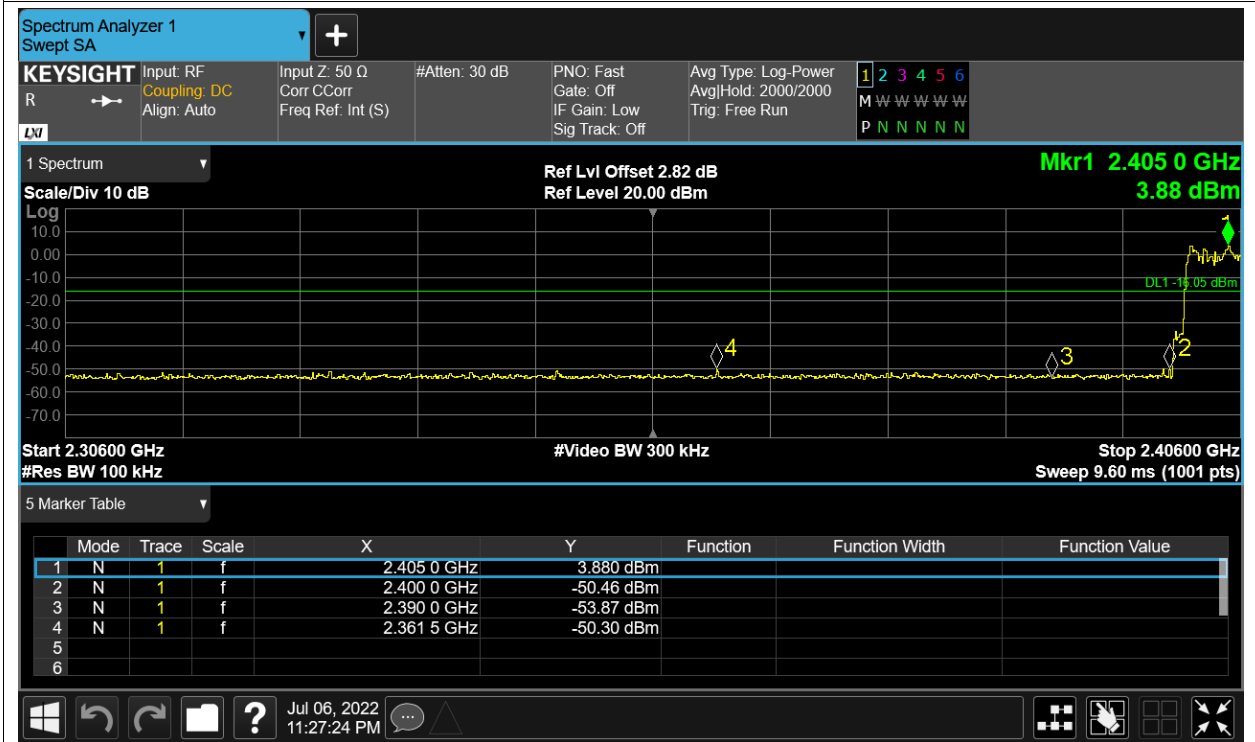 Spectrum Analyzer 1
Swept SA
+
KEYSIGHT Input: RF Input Z: 50 Ω #Atten: 30 dB PNO: Fast Avg Type: Log-Power 1 2 3 4 5 6
R Coupling: DC Corr CCorr Gate: Off Avg|Hold: 2000/2000 M W W W W W
Align: Auto Freq Ref: Int (S) IF Gain: Low Trig: Free Run
LXI Sig Track: Off P N N N N N
1 Spectrum Ref Lvl Offset 2.82 dB Mkr1 2.405 0 GHz
Scale/Div 10 dB Ref Level 20.00 dBm 3.88 dBm
Log
1
10.0
0.00
-10.0
DL1 -16.05 dBm
-20.0
-30.0
-40.0
4 3 2
-50.0
-60.0
-70.0
Start 2.30600 GHz #Video BW 300 kHz Stop 2.40600 GHz
#Res BW 100 kHz Sweep 9.60 ms (1001 pts)
5 Marker Table
Mode Trace Scale X Y Function Function Width Function Value
1 N 1 f 2.405 0 GHz 3.880 dBm
2 N 1 f 2.400 0 GHz -50.46 dBm
3 N 1 f 2.390 0 GHz -53.87 dBm
4 N 1 f 2.361 5 GHz -50.30 dBm
5
6
? Jul 06, 2022
11:27:24 PM